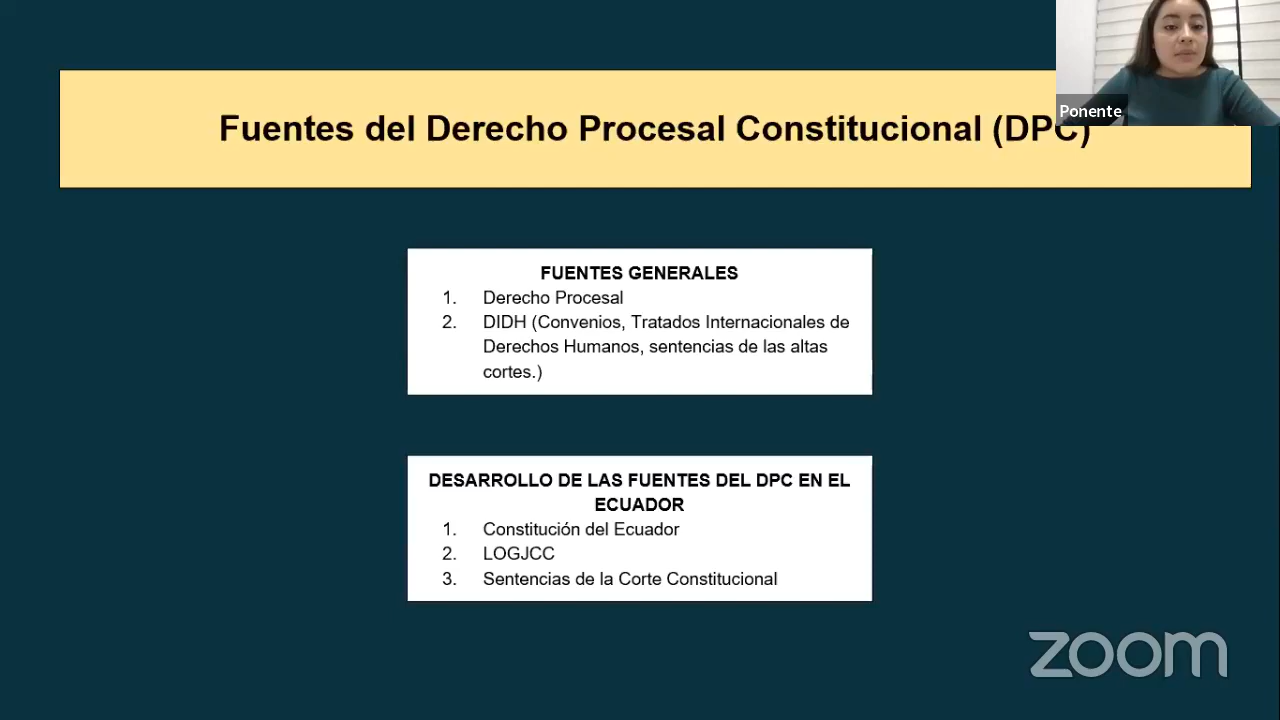 Ponente
Fuentes del Derecho Procesal Constitucional (DPC)
FUENTES GENERALES
1. Derecho Procesal
2. DIDH (Convenios, Tratados Internacionales de
Derechos Humanos, sentencias de las altas
cortes.)
DESARROLLO DE LAS FUENTES DEL DPC EN EL
ECUADOR
1. Constitución del Ecuador
2. LOGJCC
3. Sentencias de la Corte Constitucional
zoom